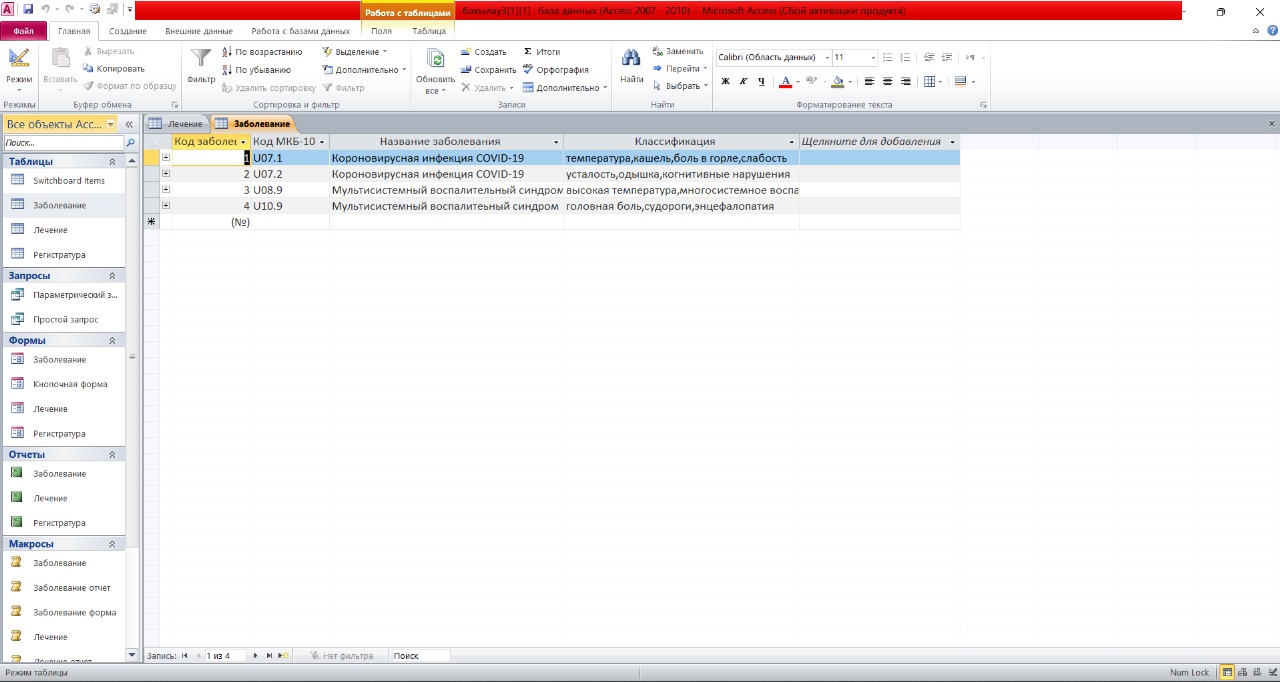 Работа с таблицами
бакылау3[1][1] : база данных (Access 2007 - 2010) - Microsoft Access (Сбой активации продукта)
Файл Главная Создание Внешние данные Работа с базами данных Поля Таблица
Режим
Режимы
Вставить
Вырезать
Копировать
Формат по образцу
Буфер обмена
Фильтр
По возрастанию
По убыванию
Удалить сортировку
Выделение
Дополнительно
Фильтр
Сортировка и фильтр
Обновить все
Создать
Сохранить
Удалить
Итоги
Орфография
Дополнительно
Записи
Найти
Заменить
Перейти
Выбрать
Найти
Calibri (Область данных) 11
Ж К Ч А
Форматирование текста
Все объекты Acc...
Поиск...
Таблицы
Switchboard Items
Заболевание
Лечение
Регистратура
Запросы
Параметрический з...
Простой запрос
Формы
Заболевание
Кнопочная форма
Лечение
Регистратура
Отчеты
Заболевание
Лечение
Регистратура
Макросы
Заболевание
Заболевание отчет
Заболевание форма
Лечение
Лечение отчет
Лечение Заболевание
Код заболе Код МКБ-10 Название заболевания Классификация Щелкните для добавления
1 U07.1 Короновирусная инфекция COVID-19 температура,кашель,боль в горле,слабость
2 U07.2 Короновирусная инфекция COVID-19 усталость,одышка,когнитивные нарушения
3 U08.9 Мультисистемный воспалительный синдром высокая температура,многосистемное воспа
4 U10.9 Мультисистемный воспалитеьный синдром головная боль,судороги,энцефалопатия
(№)
Запись: 1 из 4 Нет фильтра Поиск
Режим таблицы Num Lock